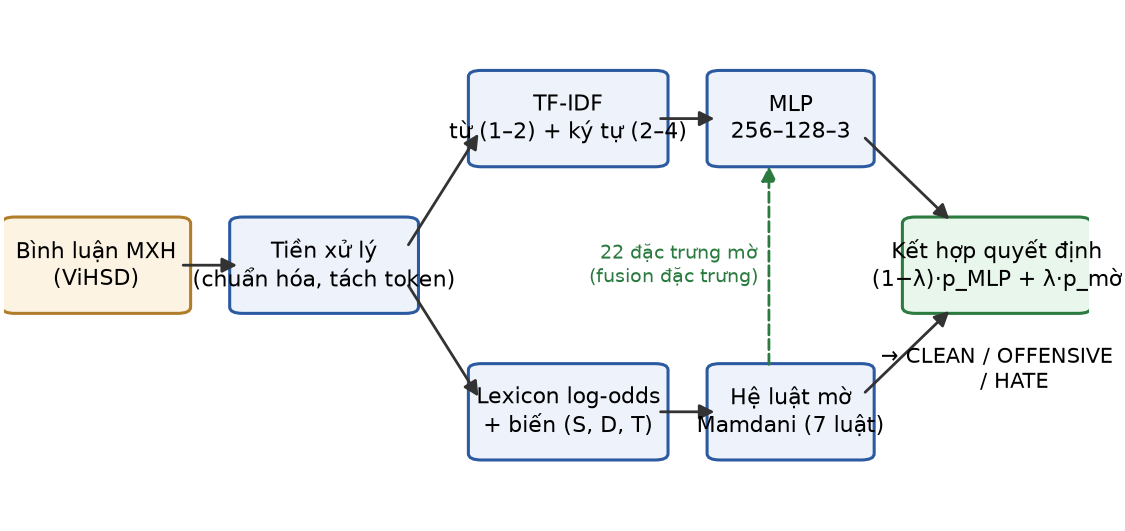 Bình luận MXH
(ViHSD)
Tiền xử lý
(chuẩn hóa, tách token)
TF-IDF
từ (1–2) + ký tự (2–4)
MLP
256–128–3
22 đặc trưng mờ
(fusion đặc trưng)
Lexicon log-odds
+ biến (S, D, T)
Hệ luật mờ
Mamdani (7 luật)
Kết hợp quyết định
(1−λ)·p_MLP + λ·p_mờ
→ CLEAN / OFFENSIVE
/ HATE